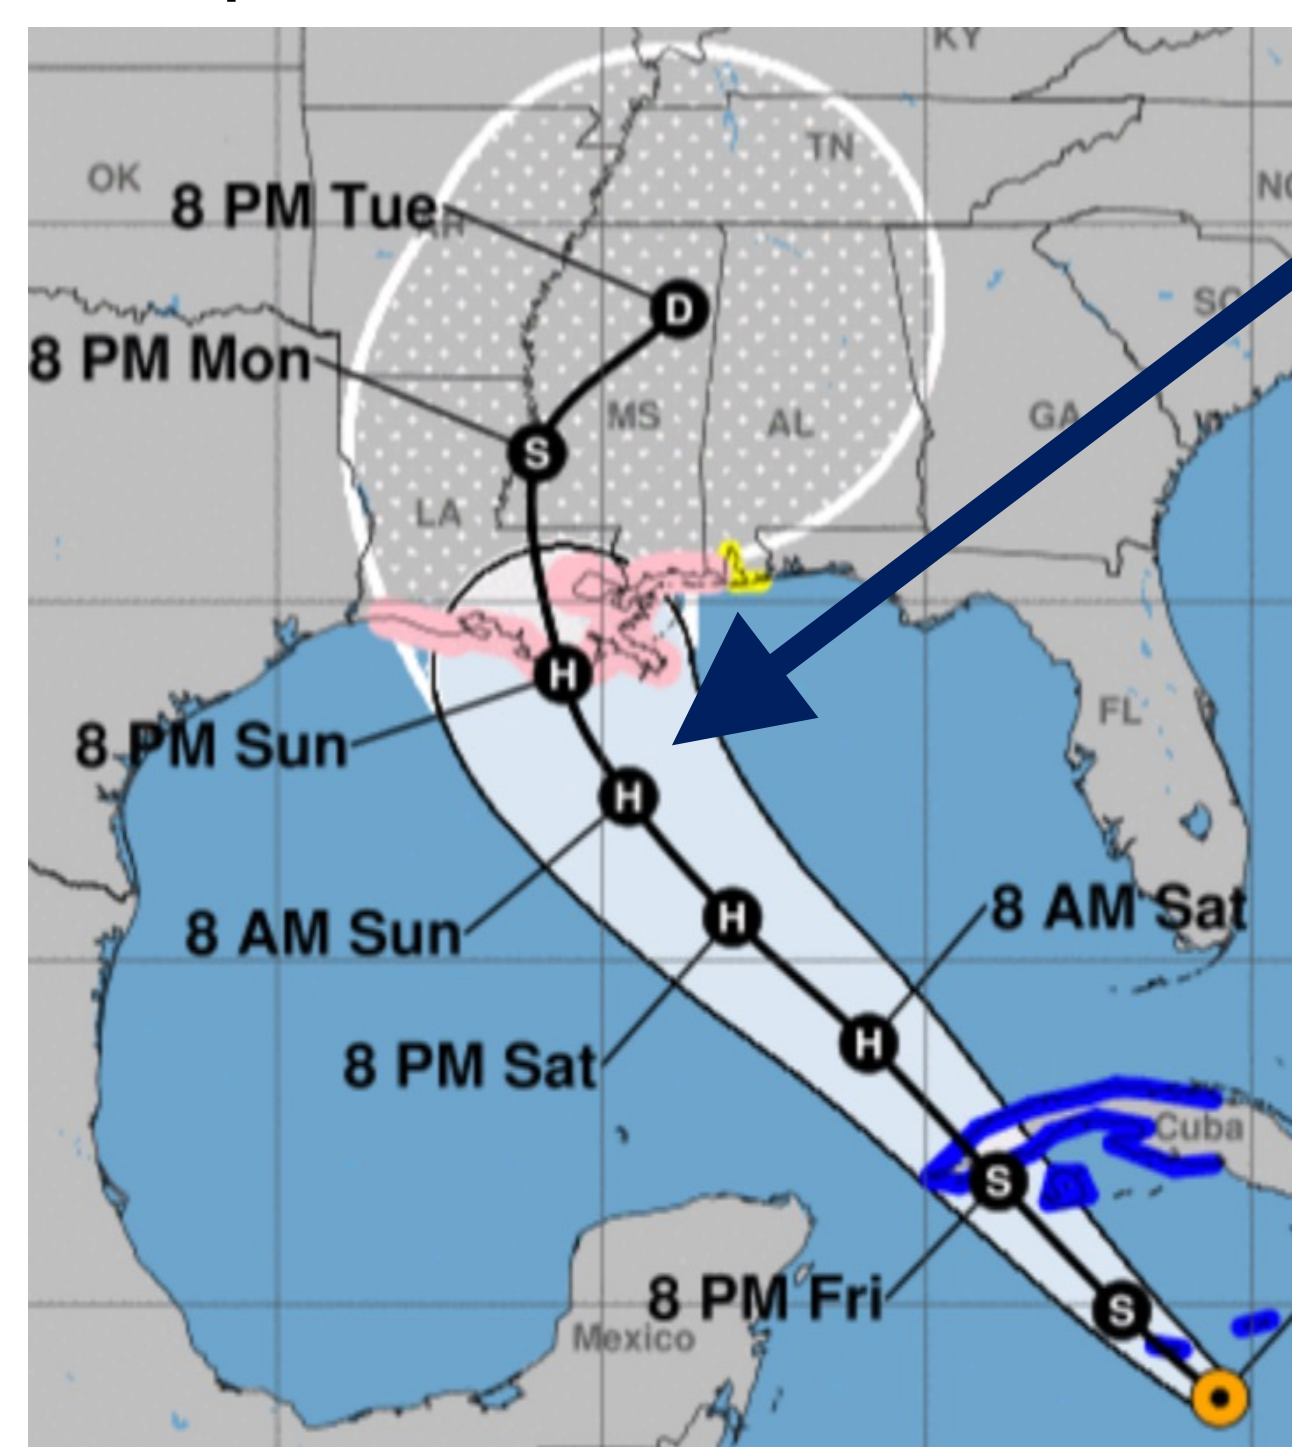 KY
TN
OK
NC
8 PM Tue
AR
D
SC
8 PM Mon
S
MS
AL
GA
LA
H
8 PM Sun
FL
H
8 AM Sat
H
8 AM Sun
H
8 PM Sat
Cuba
S
8 PM Fri
S
Mexico